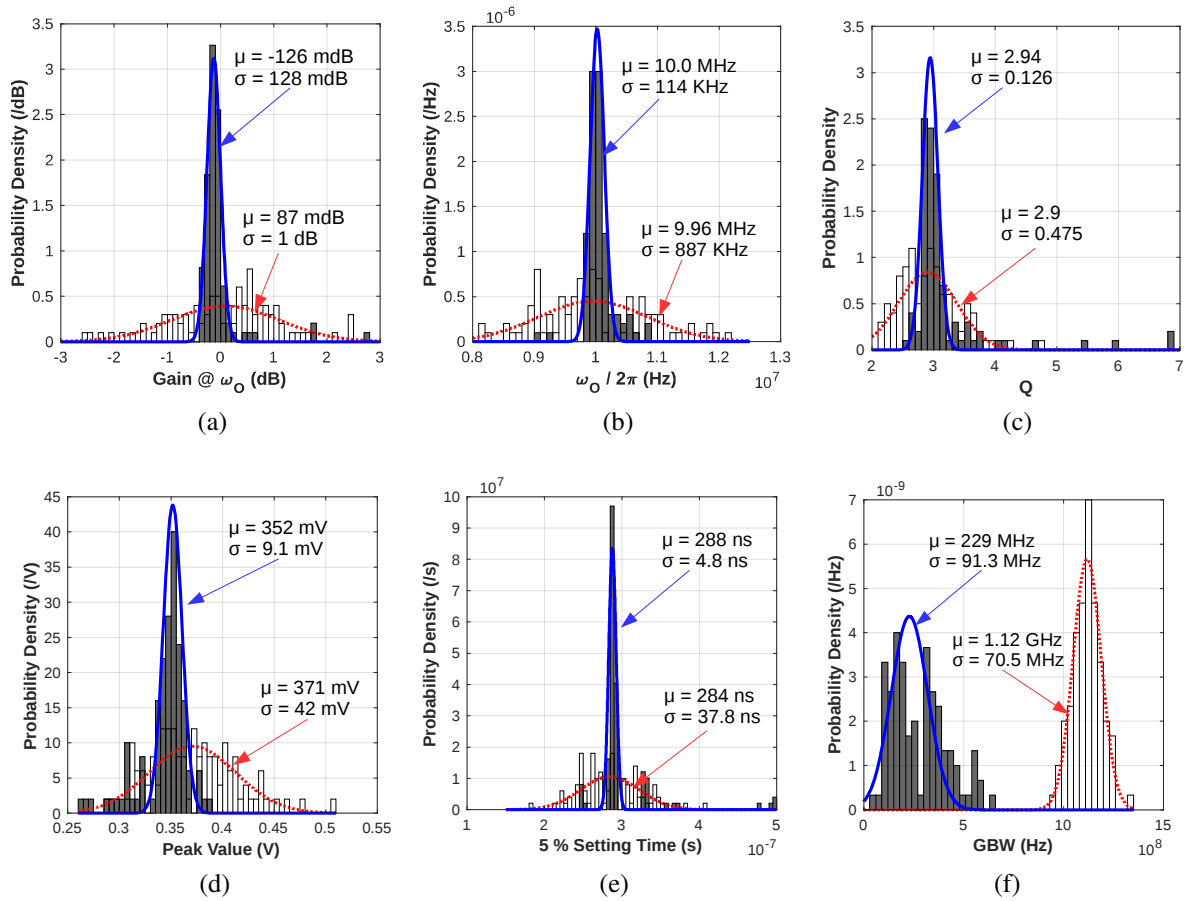 3.5
3
2.5
2
1.5
1
0.5
0
-3
-2
-1
0
1
2
3
Probability Density (/dB)
Gain @ ω_O (dB)
μ = -126 mdB
σ = 128 mdB
μ = 87 mdB
σ = 1 dB
(a)
10^-6
3.5
3
2.5
2
1.5
1
0.5
0
0.8
0.9
1
1.1
1.2
1.3
10^7
Probability Density (/Hz)
ω_O / 2π (Hz)
μ = 10.0 MHz
σ = 114 KHz
μ = 9.96 MHz
σ = 887 KHz
(b)
3.5
3
2.5
2
1.5
1
0.5
0
2
3
4
5
6
7
Probability Density
Q
μ = 2.94
σ = 0.126
μ = 2.9
σ = 0.475
(c)
45
40
35
30
25
20
15
10
5
0
0.25
0.3
0.35
0.4
0.45
0.5
0.55
Probability Density (/V)
Peak Value (V)
μ = 352 mV
σ = 9.1 mV
μ = 371 mV
σ = 42 mV
(d)
10^7
10
9
8
7
6
5
4
3
2
1
0
1
2
3
4
5
10^-7
Probability Density (/s)
5 % Setting Time (s)
μ = 288 ns
σ = 4.8 ns
μ = 284 ns
σ = 37.8 ns
(e)
10^-9
7
6
5
4
3
2
1
0
0
5
10
15
10^8
Probability Density (/Hz)
GBW (Hz)
μ = 229 MHz
σ = 91.3 MHz
μ = 1.12 GHz
σ = 70.5 MHz
(f)